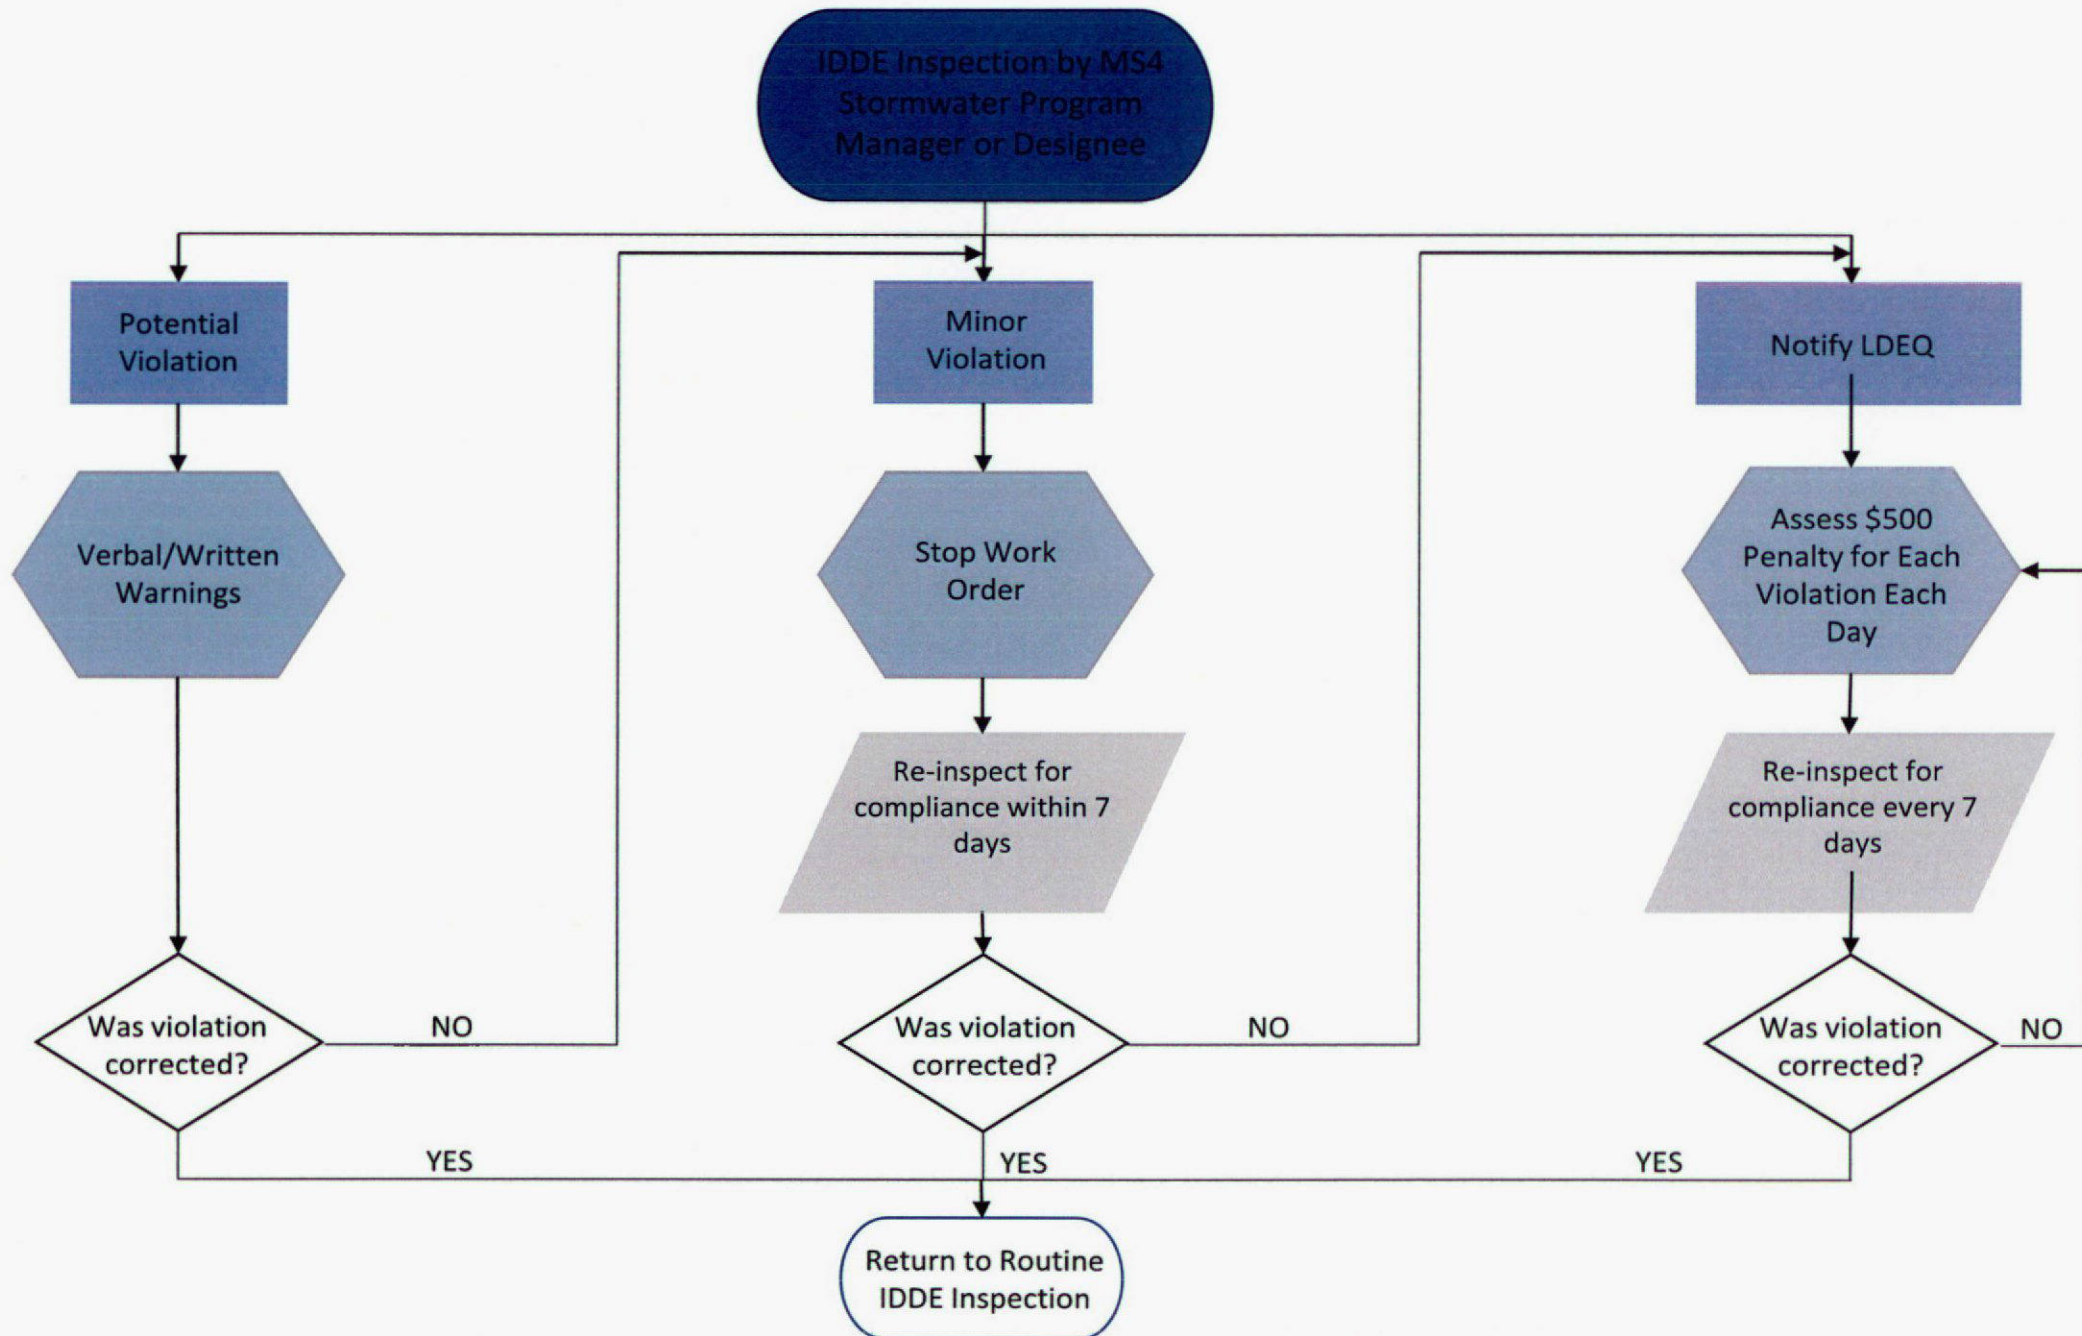 IDDE Inspection by MS4
Stormwater Program
Manager or Designee
Potential
Violation
Minor
Violation
Notify LDEQ
Verbal/Written
Warnings
Stop Work
Order
Assess $500
Penalty for Each
Violation Each
Day
Re-inspect for
compliance within 7
days
Re-inspect for
compliance every 7
days
Was violation
corrected?
NO
Was violation
corrected?
NO
Was violation
corrected?
NO
YES
YES
YES
Return to Routine
IDDE Inspection